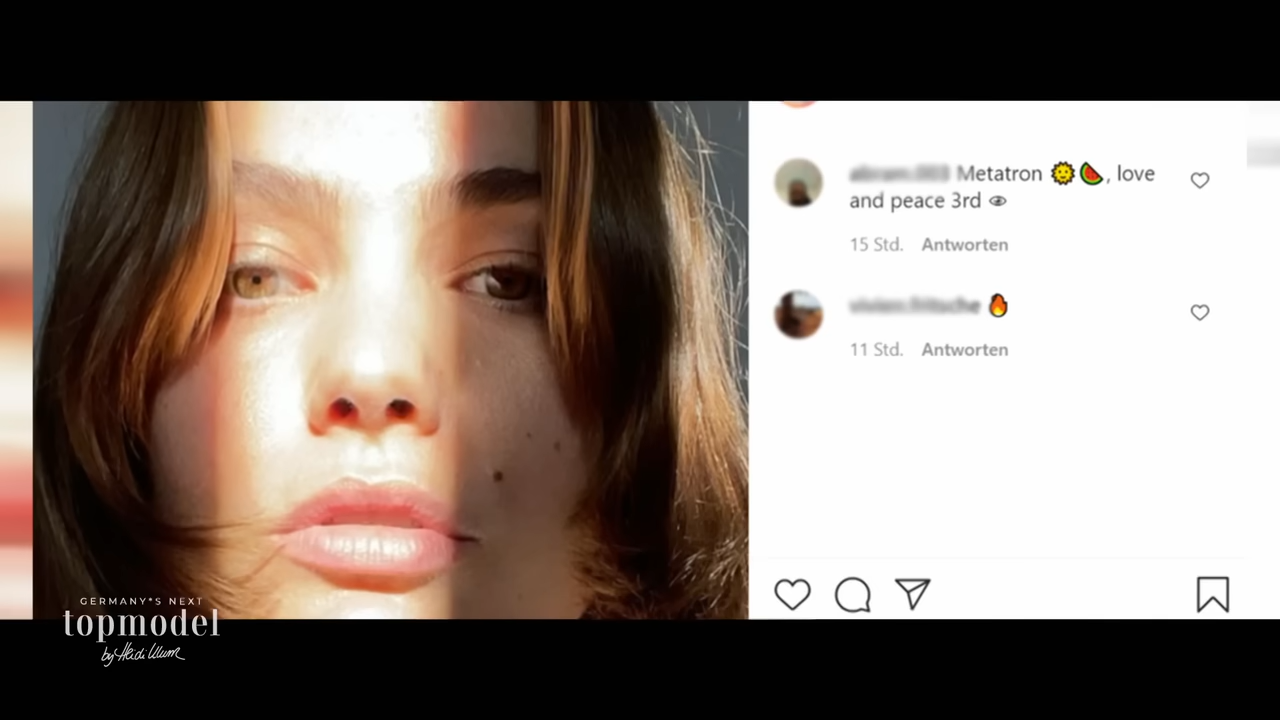 Metatron 🌞🍉, love
and peace 3rd 👁
15 Std. Antworten
🔥
11 Std. Antworten
GERMANY*S NEXT
topmodel
by Heidi Klum